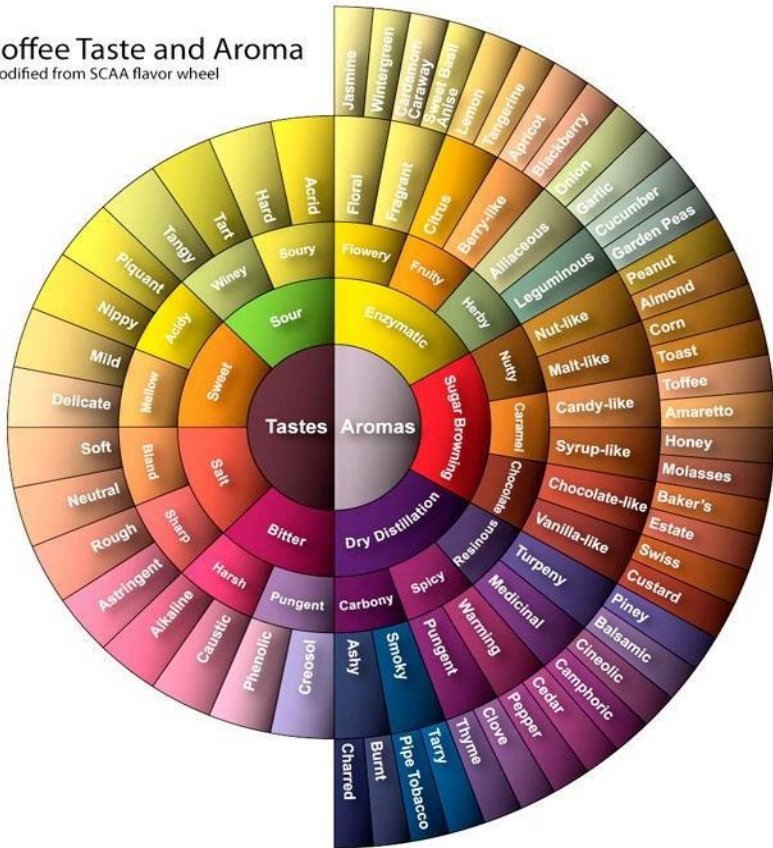 offee Taste and Aroma
odified from SCAA flavor wheel
Tastes
Aromas
Sour
Sweet
Salt
Bitter
Soury
Winey
Acidy
Mellow
Bland
Sharp
Harsh
Pungent
Acrid
Hard
Tart
Tangy
Piquant
Nippy
Mild
Delicate
Soft
Neutral
Rough
Astringent
Alkaline
Caustic
Phenolic
Creosol
Enzymatic
Sugar Browning
Dry Distillation
Flowery
Fruity
Herby
Nutty
Caramel
Chocolate
Resinous
Spicy
Carbony
Floral
Fragrant
Citrus
Berry-like
Alliaceous
Leguminous
Nut-like
Malt-like
Candy-like
Syrup-like
Chocolate-like
Vanilla-like
Turpeny
Medicinal
Warming
Pungent
Smoky
Ashy
Jasmine
Wintergreen
Cardamom
Caraway
Sweet Basil
Anise
Lemon
Tangerine
Apricot
Blackberry
Onion
Garlic
Cucumber
Garden Peas
Peanut
Almond
Corn
Toast
Toffee
Amaretto
Honey
Molasses
Baker's
Estate
Swiss
Custard
Piney
Balsamic
Cineolic
Camphoric
Cedar
Pepper
Clove
Thyme
Tarry
Pipe Tobacco
Burnt
Charred